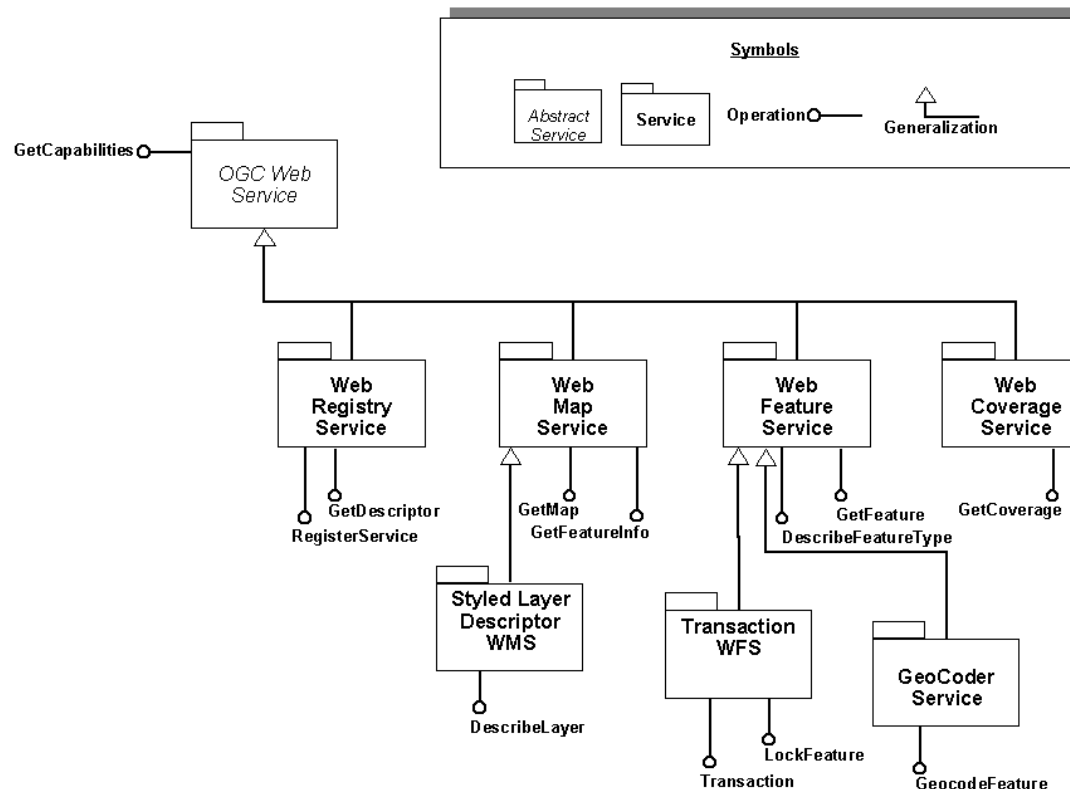 Symbols
Abstract
Service
Service
Operation
Generalization
GetCapabilities
OGC Web
Service
Web
Registry
Service
Web
Map
Service
Web
Feature
Service
Web
Coverage
Service
GetDescriptor
RegisterService
GetMap
GetFeatureInfo
GetFeature
DescribeFeatureType
GetCoverage
Styled Layer
Descriptor
WMS
Transaction
WFS
GeoCoder
Service
DescribeLayer
LockFeature
Transaction
GeocodeFeature